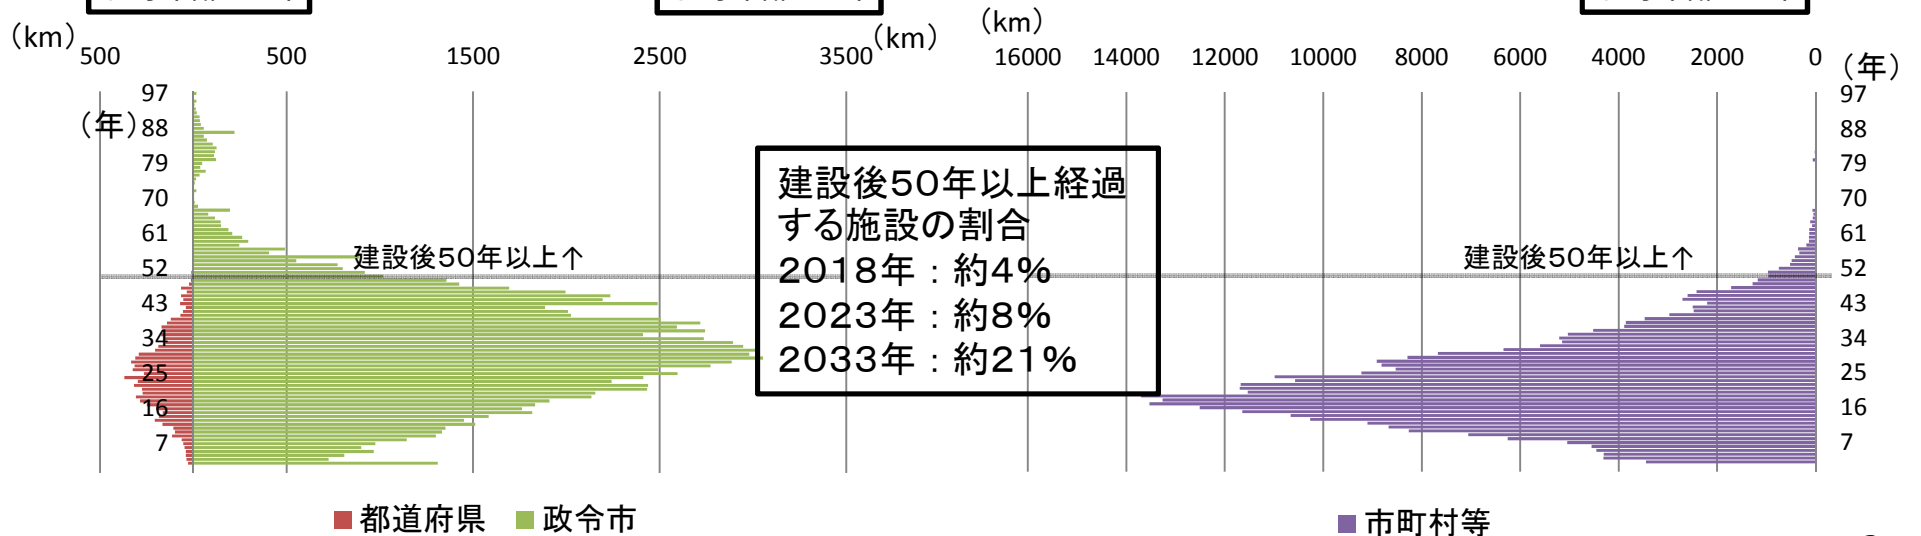 (km)
(km)
(km)
500 500 1500 2500 3500
16000 14000 12000 10000 8000 6000 4000 2000 0
(年)
97
88
79
70
61
52
43
34
25
16
7
(年)
97
88
79
70
61
52
43
34
25
16
7
建設後50年以上↑
建設後50年以上経過
する施設の割合
2018年：約4%
2023年：約8%
2033年：約21%
建設後50年以上↑
都道府県 政令市
市町村等